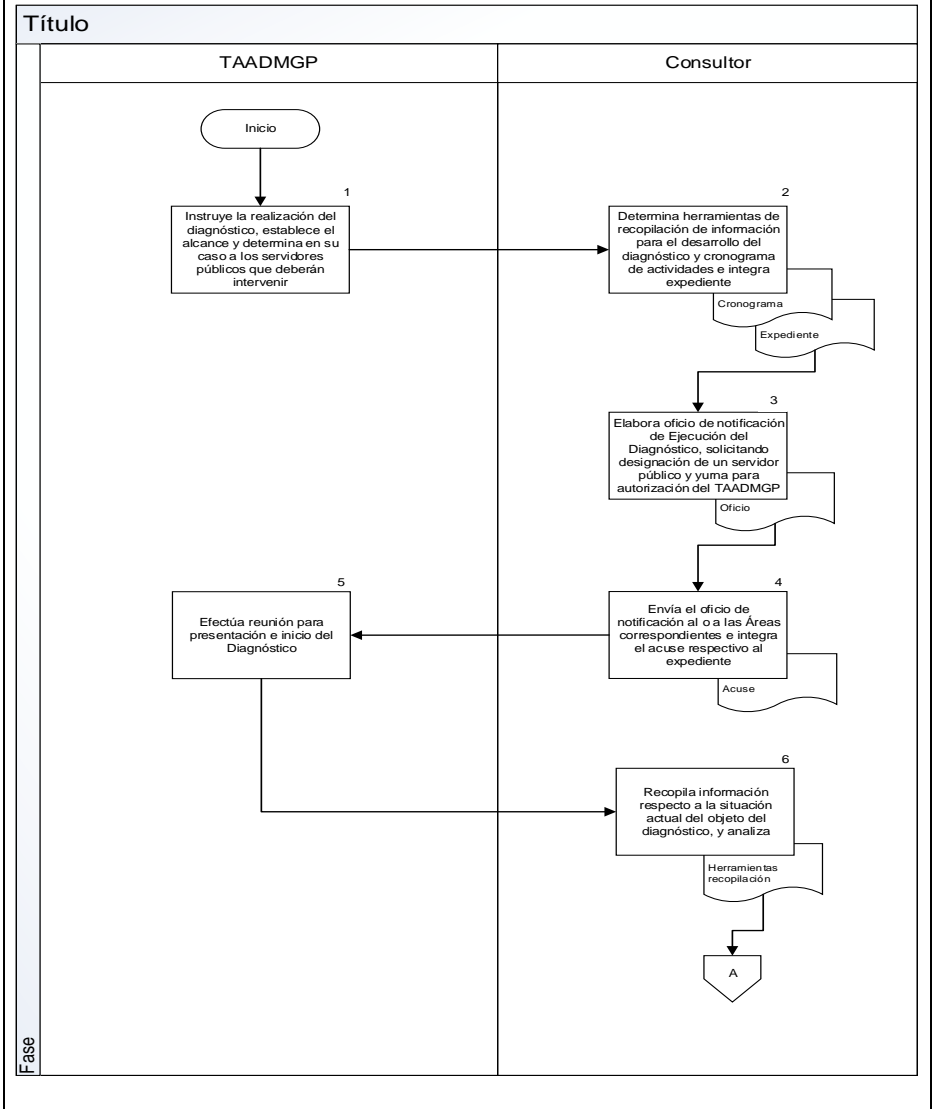 Título
TAADMGP
Consultor
Inicio
1
Instruye la realización del
diagnóstico, establece el
alcance y determina en su
caso a los servidores
públicos que deberán
intervenir
2
Determina herramientas de
recopilación de información
para el desarrollo del
diagnóstico y cronograma
de actividades e integra
expediente
Cronograma
Expediente
3
Elabora oficio de notificación
de Ejecución del
Diagnóstico, solicitando
designación de un servidor
público y yurna para
autorización del TAADMGP
Oficio
4
Envía el oficio de
notificación al o a las Áreas
correspondientes e integra
el acuse respectivo al
expediente
Acuse
5
Efectúa reunión para
presentación e inicio del
Diagnóstico
6
Recopila información
respecto a la situación
actual del objeto del
diagnóstico, y analiza
Herramientas
recopilación
A
Fase